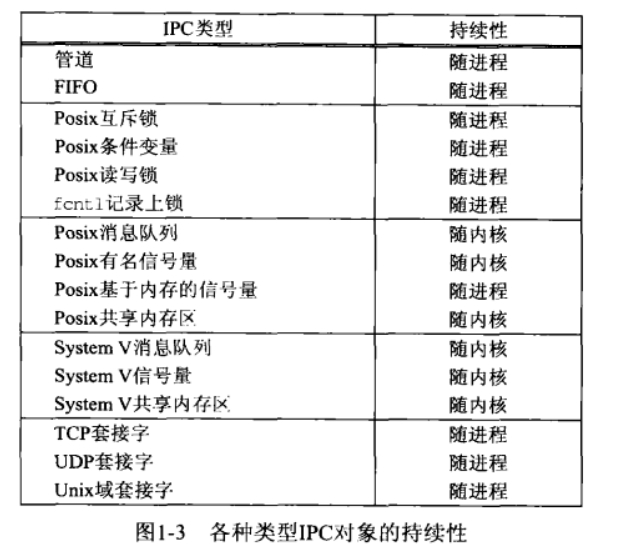 IPC类型 持续性
管道 随进程
FIFO 随进程
Posix互斥锁 随进程
Posix条件变量 随进程
Posix读写锁 随进程
fcntl记录上锁 随进程
Posix消息队列 随内核
Posix有名信号量 随内核
Posix基于内存的信号量 随进程
Posix共享内存区 随内核
System V消息队列 随内核
System V信号量 随内核
System V共享内存区 随内核
TCP套接字 随进程
UDP套接字 随进程
Unix域套接字 随进程
图1-3 各种类型IPC对象的持续性